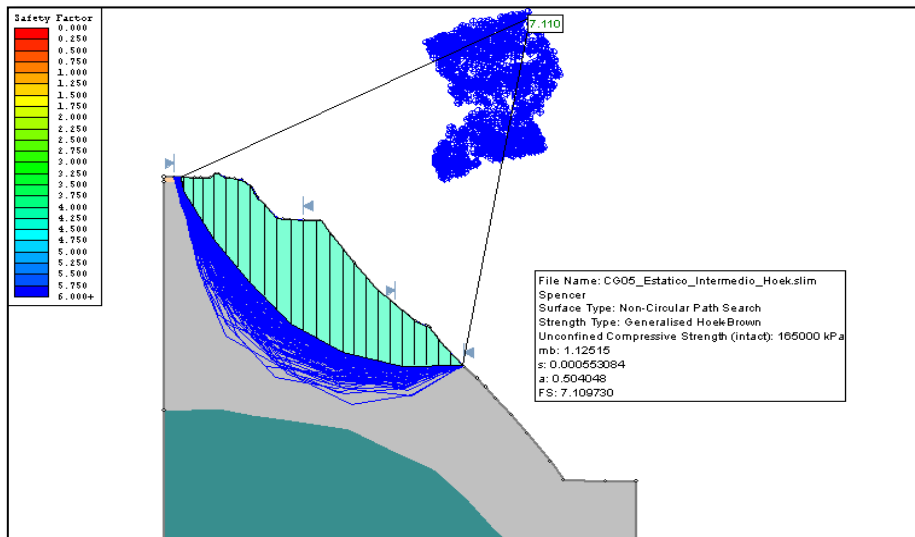 Safety Factor
0.000
0.250
0.500
0.750
1.000
1.250
1.500
1.750
2.000
2.250
2.500
2.750
3.000
3.250
3.500
3.750
4.000
4.250
4.500
4.750
5.000
5.250
5.500
5.750
6.000+
7.110
File Name: CG05_Estatico_Intermedio_Hoek.slim
Spencer
Surface Type: Non-Circular Path Search
Strength Type: Generalised Hoek-Brown
Unconfined Compressive Strength (intact): 165000 kPa
mb: 1.12515
s: 0.000553084
a: 0.504048
FS: 7.109730